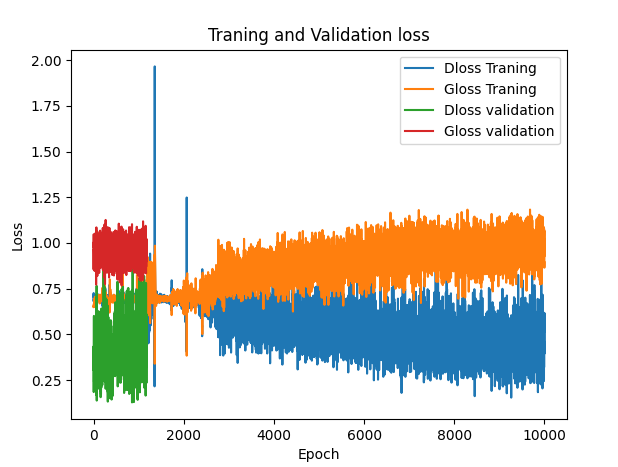 Traning and Validation loss
Dloss Traning
Gloss Traning
Dloss validation
Gloss validation
2.00
1.75
1.50
1.25
1.00
0.75
0.50
0.25
Loss
0 2000 4000 6000 8000 10000
Epoch